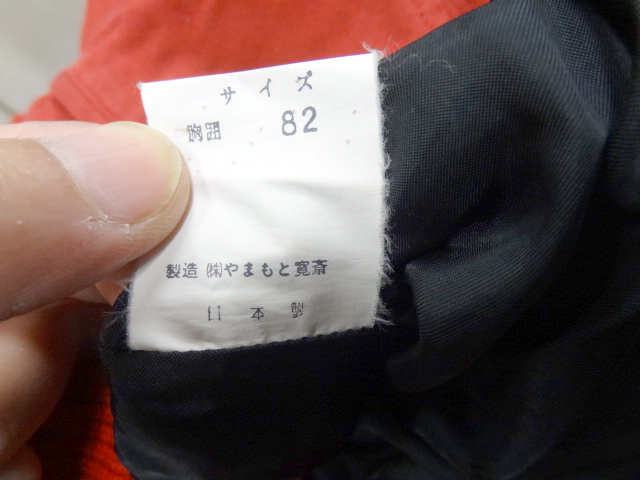 サイズ
胸囲 82
製造 ㈱やまもと寛斎
日本製